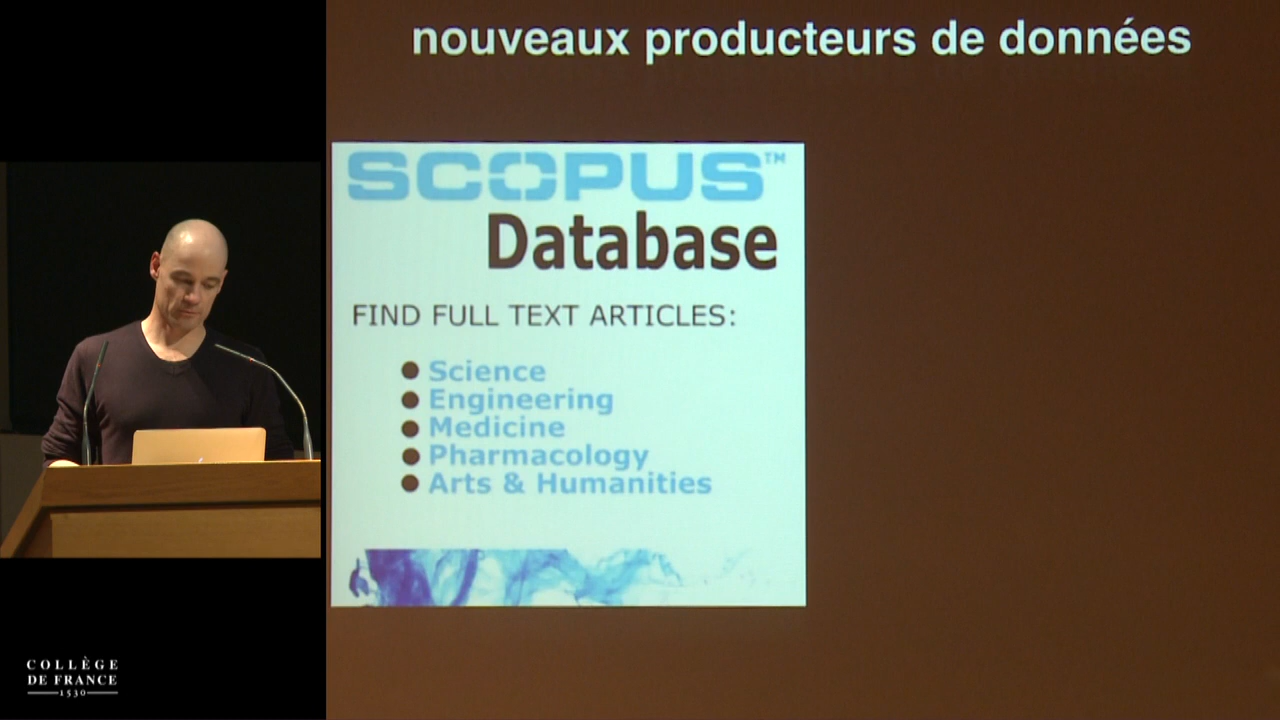 nouveaux producteurs de données
SCOPUS™
Database
FIND FULL TEXT ARTICLES:
● Science
● Engineering
● Medicine
● Pharmacology
● Arts & Humanities
COLLÈGE
DE FRANCE
1530